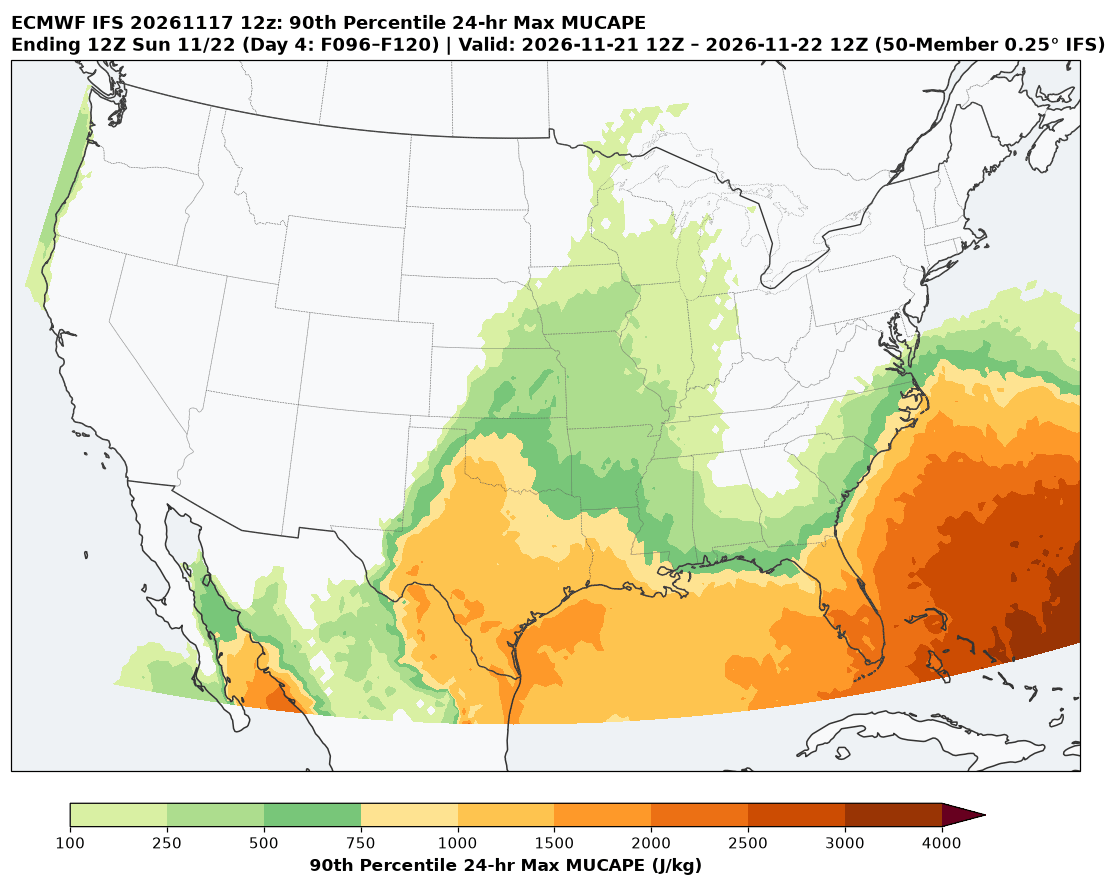 ECMWF IFS 20261117 12z: 90th Percentile 24-hr Max MUCAPE
Ending 12Z Sun 11/22 (Day 4: F096–F120) | Valid: 2026-11-21 12Z – 2026-11-22 12Z (50-Member 0.25° IFS)
100 250 500 750 1000 1500 2000 2500 3000 4000
90th Percentile 24-hr Max MUCAPE (J/kg)